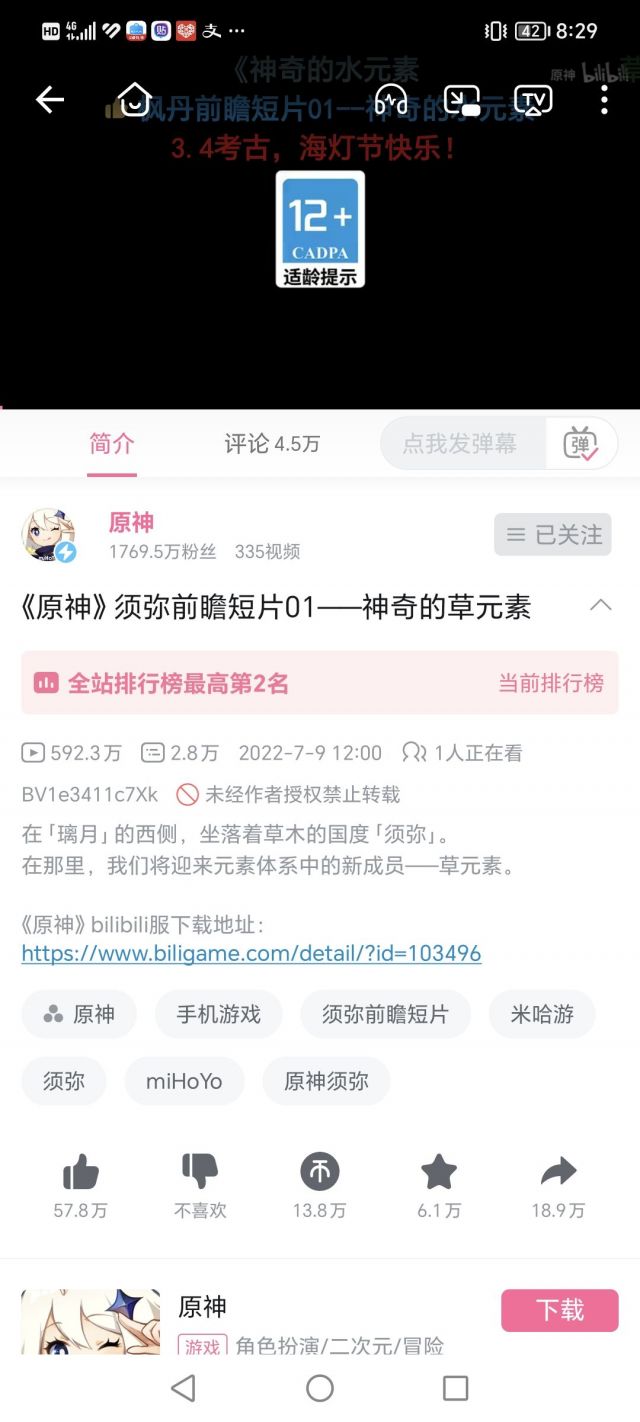 HD 4G 贴 支 ... 42 8:29
《神奇的水元素
原神 bilibili
枫丹前瞻短片01--神奇的水元素
TV
3.4考古，海灯节快乐！
12+
CADPA
适龄提示
简介 评论 4.5万 点我发弹幕 弹
原神
1769.5万粉丝 335视频
已关注
《原神》须弥前瞻短片01——神奇的草元素
全站排行榜最高第2名 当前排行榜
592.3万 2.8万 2022-7-9 12:00 1人正在看
BV1e3411c7Xk 未经作者授权禁止转载
在「璃月」的西侧，坐落着草木的国度「须弥」。
在那里，我们将迎来元素体系中的新成员——草元素。
《原神》bilibili服下载地址：
https://www.biligame.com/detail/?id=103496
原神 手机游戏 须弥前瞻短片 米哈游
须弥 miHoYo 原神须弥
57.8万 不喜欢 13.8万 6.1万 18.9万
原神
下载
游戏 角色扮演/二次元/冒险